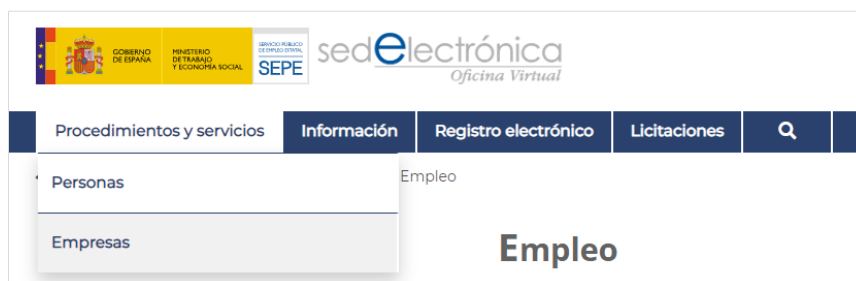 GOBIERNO
DE ESPAÑA
MINISTERIO
DE TRABAJO
Y ECONOMÍA SOCIAL
SERVICIO PÚBLICO
DE EMPLEO ESTATAL
SEPE
sedelectrónica
Oficina Virtual
Procedimientos y servicios Información Registro electrónico Licitaciones
Personas
Empleo
Empresas
Empleo